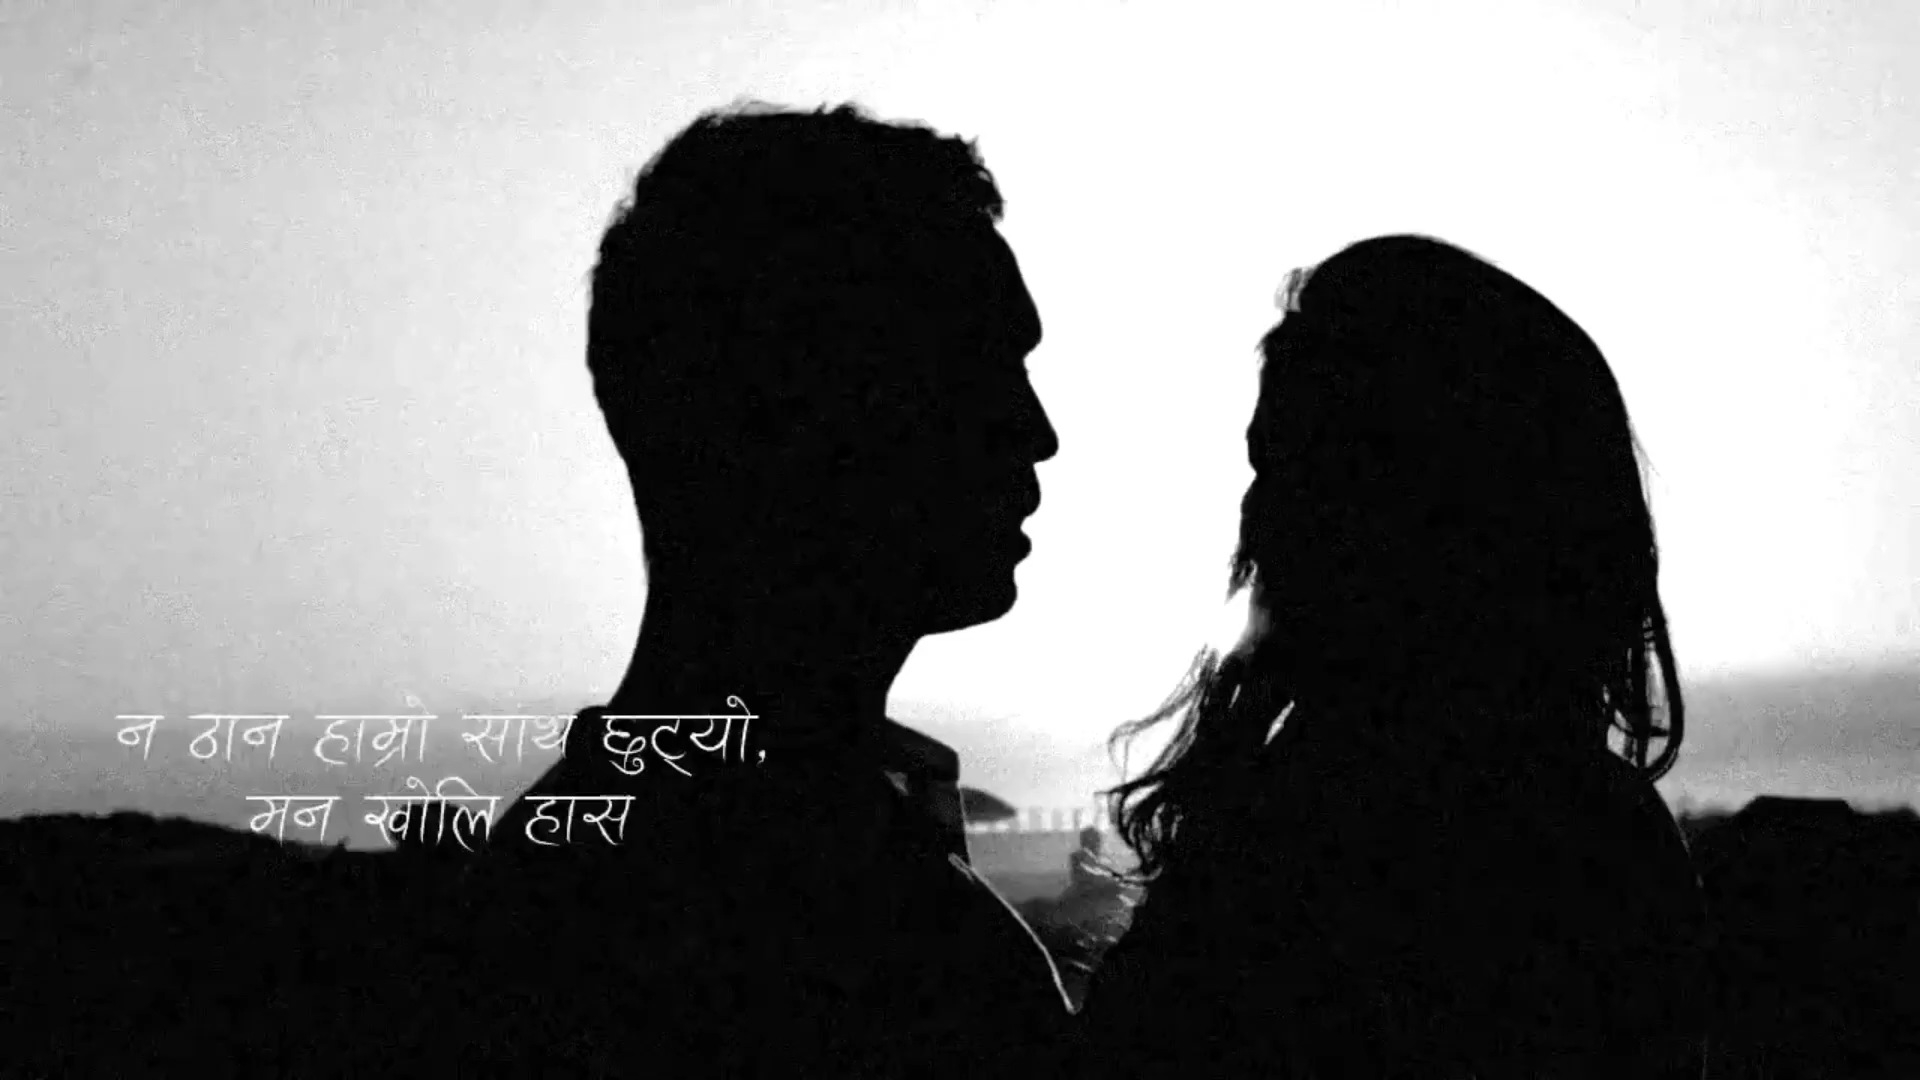 न ठान हाम्रो सांथ छुट्यो,
मन खोलि हास